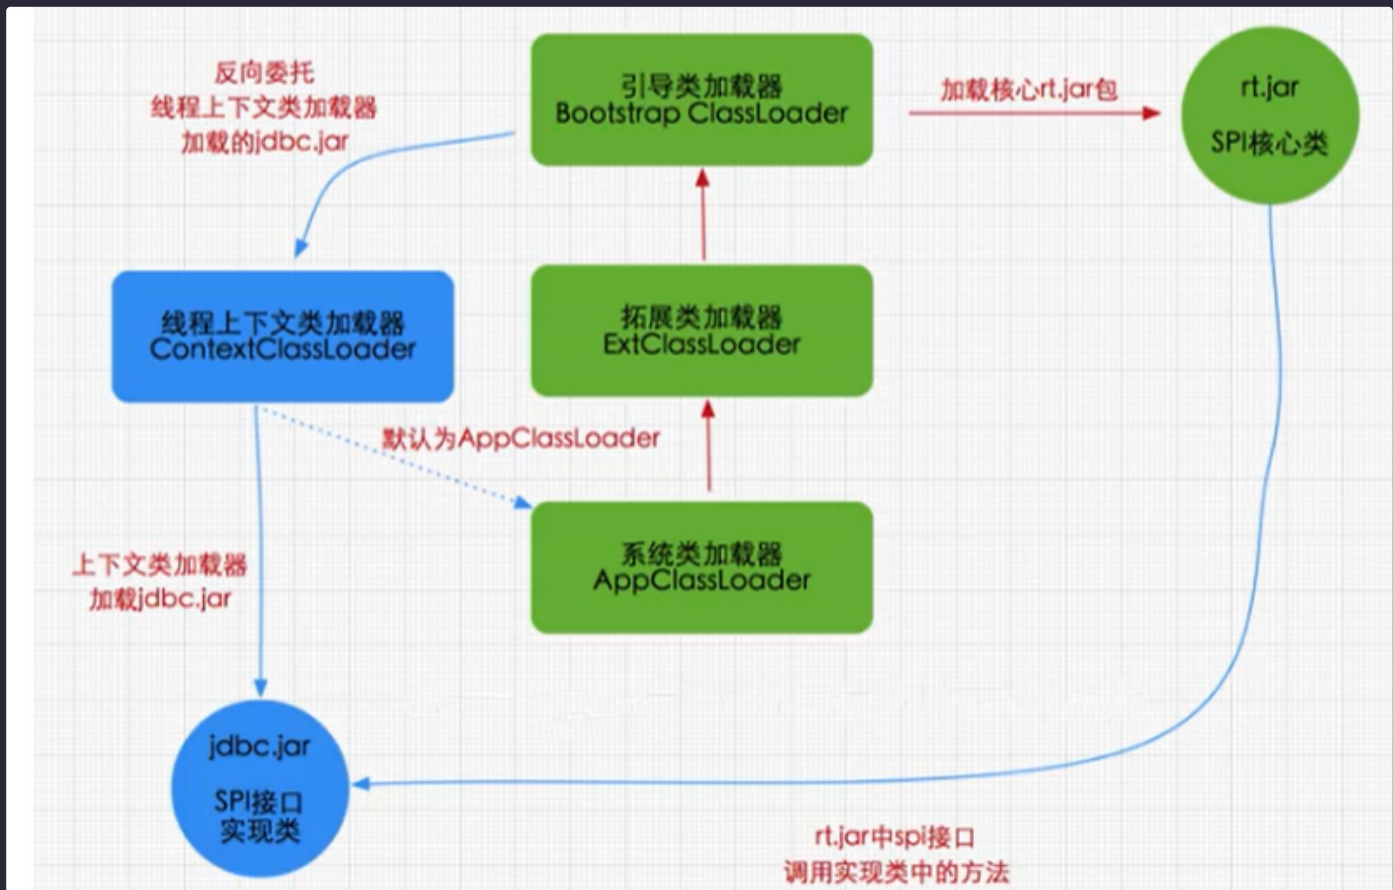 反向委托
线程上下文类加载器
加载的jdbc.jar
引导类加载器
Bootstrap ClassLoader
加载核心rt.jar包
rt.jar
SPI核心类
线程上下文类加载器
ContextClassLoader
拓展类加载器
ExtClassLoader
默认为AppClassLoader
系统类加载器
AppClassLoader
上下文类加载器
加载jdbc.jar
jdbc.jar
SPI接口
实现类
rt.jar中spi接口
调用实现类中的方法